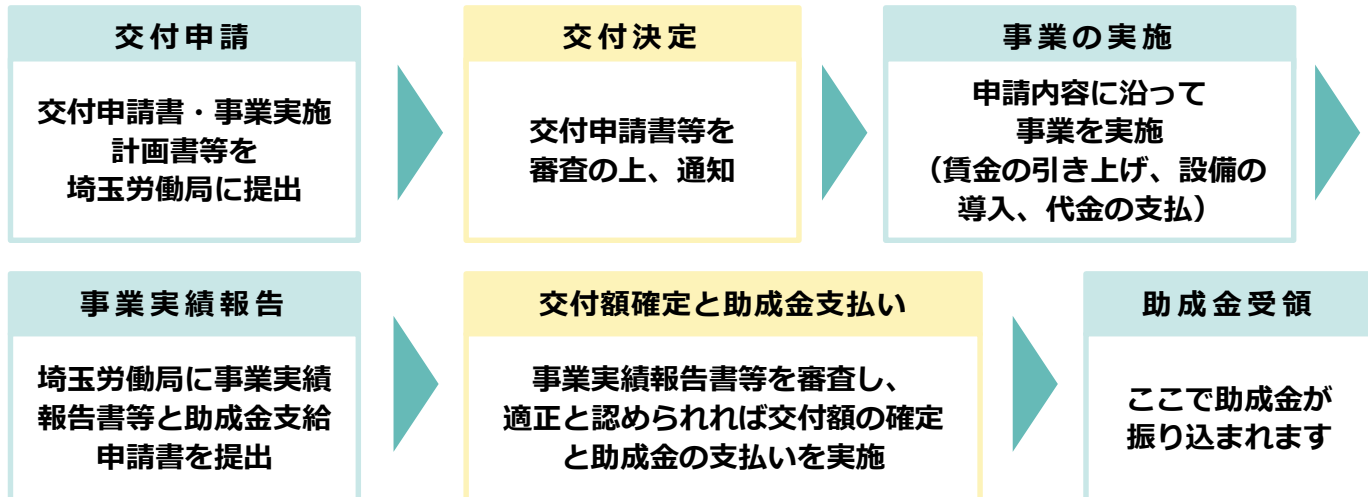 交付申請
交付申請書・事業実施
計画書等を
埼玉労働局に提出
交付決定
交付申請書等を
審査の上、通知
事業の実施
申請内容に沿って
事業を実施
（賃金の引き上げ、設備の
導入、代金の支払）
事業実績報告
埼玉労働局に事業実績
報告書等と助成金支給
申請書を提出
交付額確定と助成金支払い
事業実績報告書等を審査し、
適正と認められれば交付額の確定
と助成金の支払いを実施
助成金受領
ここで助成金が
振り込まれます